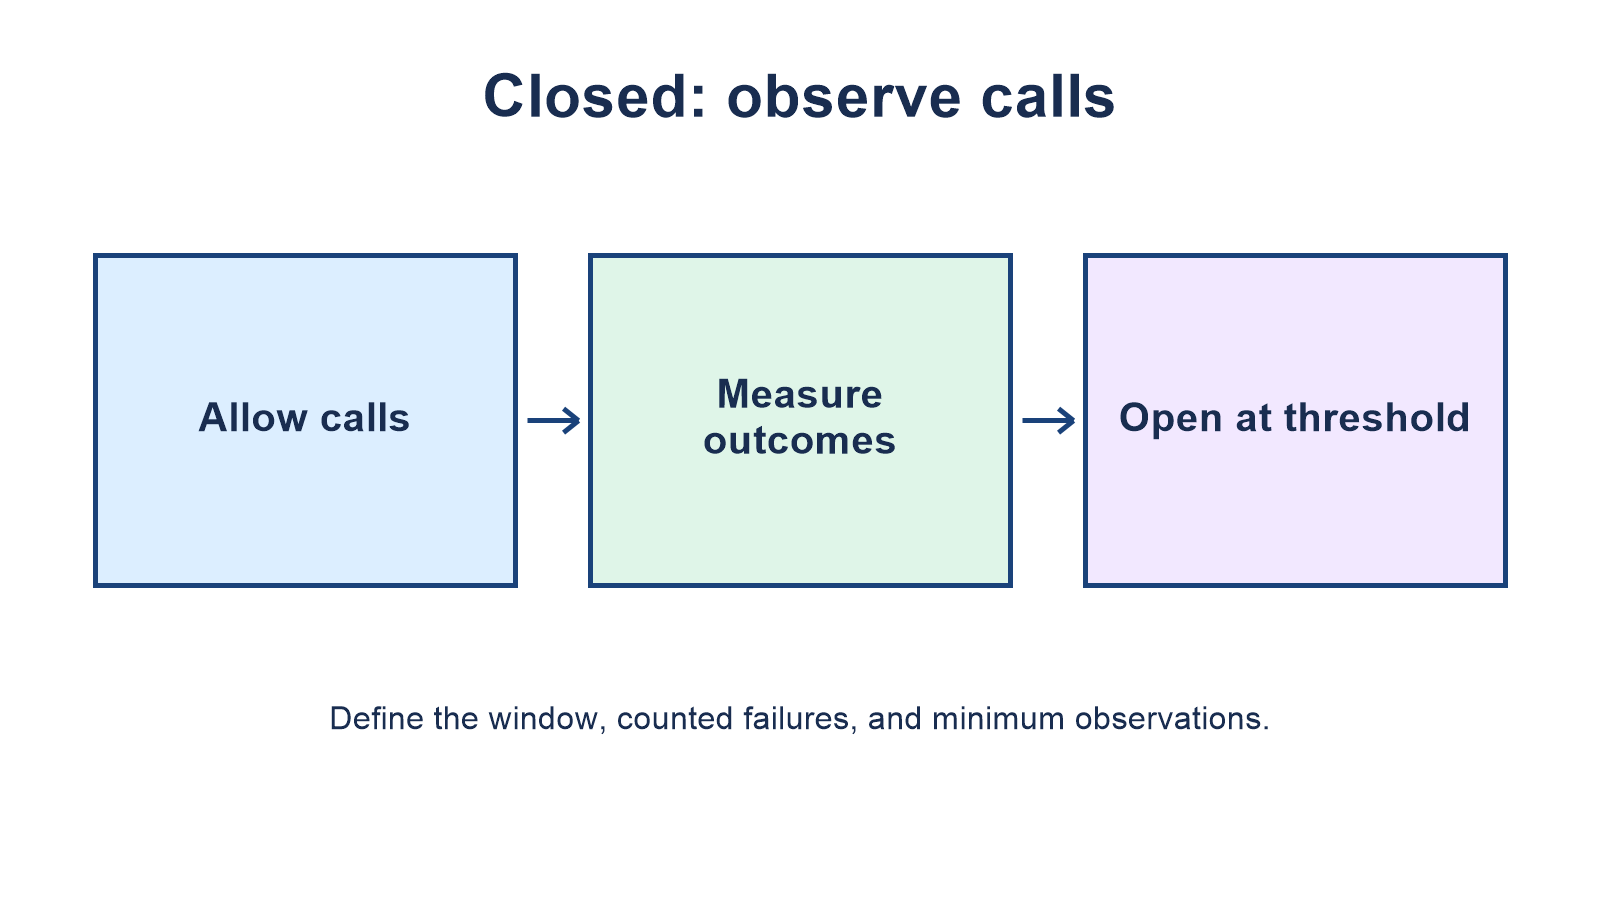 Closed: observe calls
Allow calls
Measure
outcomes
Open at threshold
Define the window, counted failures, and minimum observations.